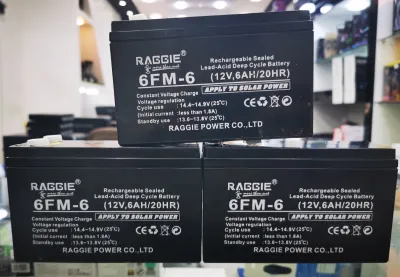 RAGGIE
Rechargeable Sealed
Lead-Acid Deep Cycle Battery
6FM-6
(12V,6AH/20HR)
Constant Voltage Charge
APPLY TO SOLAR POWER
Voltage regulation
Cycle use : 14.4-14.9V (25°C)
(Initial current : less than 1.8A)
Standby use : 13.6-13.8V (25°C)
RAGGIE POWER CO.,LTD
RAGGIE
Rechargeable Sealed
Lead-Acid Deep Cycle Battery
6FM-6
(12V,6AH/20HR)
Constant Voltage Charge
APPLY TO SOLAR POWER
Voltage regulation
Cycle use : 14.4-14.9V (25°C)
(Initial current : less than 1.8A)
Standby use : 13.6-13.8V (25°C)
RAGGIE POWER CO.,LTD
RAGGIE
Rechargeable Sealed
Lead-Acid Deep Cycle Battery
6FM-6
(12V,6AH/20HR)
Constant Voltage Charge
APPLY TO SOLAR POWER
Voltage regulation
Cycle use : 14.4-14.9V (25°C)
(Initial current : less than 1.8A)
Standby use : 13.6-13.8V (25°C)
RAGGIE POWER CO.,LTD